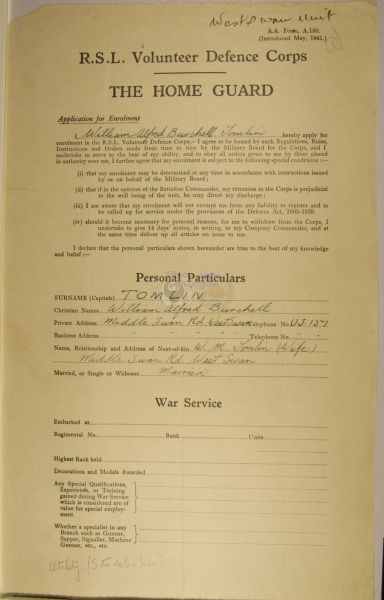 West Swan Unit
A.A. Form, A.150.
(Introduced May, 1941.)
R.S.L. Volunteer Defence Corps
THE HOME GUARD
Application for Enrolment
I, William Alfred Burchell Tomlin hereby apply for
enrolment in the R.S.L. Volunteer Defence Corps,—I agree to be bound by such Regulations, Rules,
Instructions and Orders made from time to time by the Military Board for the Corps, and I
undertake to serve to the best of my ability, and to obey all orders given to me by those placed
in authority over me, I further agree that my enrolment is subject to the following special conditions :—
(i) that my enrolment may be determined at any time in accordance with instructions issued
by or on behalf of the Military Board ;
(ii) that if in the opinion of the Battalion Commander, my retention in the Corps is prejudicial
to the well being of the unit, he may direct my discharge ;
(iii) I am aware that my enrolment will not exempt me from any liability to register and to
be called up for service under the provisions of the Defence Act, 1903-1939.
(iv) should it become necessary for personal reasons, for me to withdraw from the Corps, I
undertake to give 14 days' notice, in writing, to my Company Commander, and at
the same time deliver up all articles on issue to me.
I declare that the personal particulars shown hereunder are true to the best of my knowledge
and belief :—
Personal Particulars
SURNAME (Capitals) TOMLIN
Christian Names William Alfred Burchell
Private Address Middle Swan Rd. West Swan Telephone No. U.J. 157
Business Address " " " Telephone No. " "
Name, Relationship and Address of Next-of-kin W. M. Tomlin (Wife)
Middle Swan Rd West Swan
Married, or Single or Widower Married
War Service
Embarked at
Regimental No. Rank Units
Highest Rank held
Decorations and Medals Awarded
Any Special Qualifications,
Experience, or Training
gained during War Service
which is considered are of
value for special employ-
ment.
Whether a specialist in any
Branch such as Gunner,
Sapper, Signaller, Machine
Gunner, etc., etc.
Utility (Studebaker)